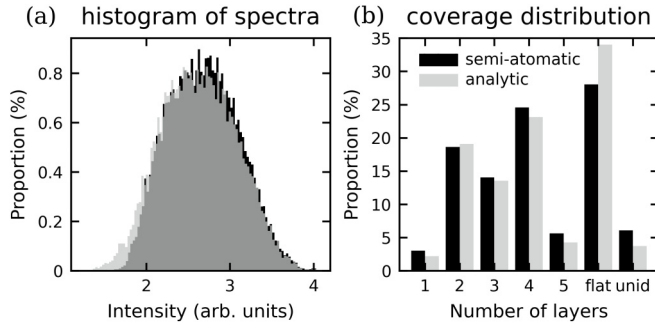 (a) histogram of spectra
Proportion (%)
0.8
0.6
0.4
0.2
0
2 3 4
Intensity (arb. units)
(b) coverage distribution
Proportion (%)
35
30
25
20
15
10
5
0
semi-atomatic
analytic
1 2 3 4 5 flat unid
Number of layers